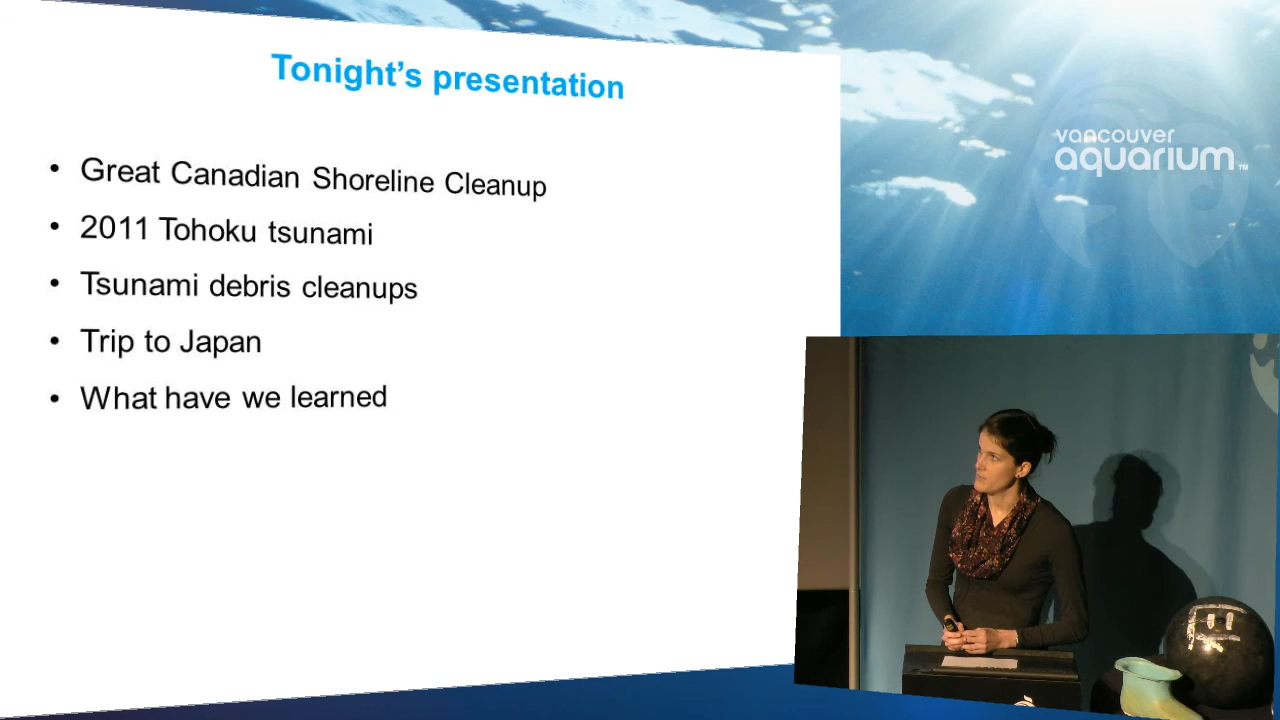 Tonight’s presentation
• Great Canadian Shoreline Cleanup
• 2011 Tohoku tsunami
• Tsunami debris cleanups
• Trip to Japan
• What have we learned
vancouver
aquarium™